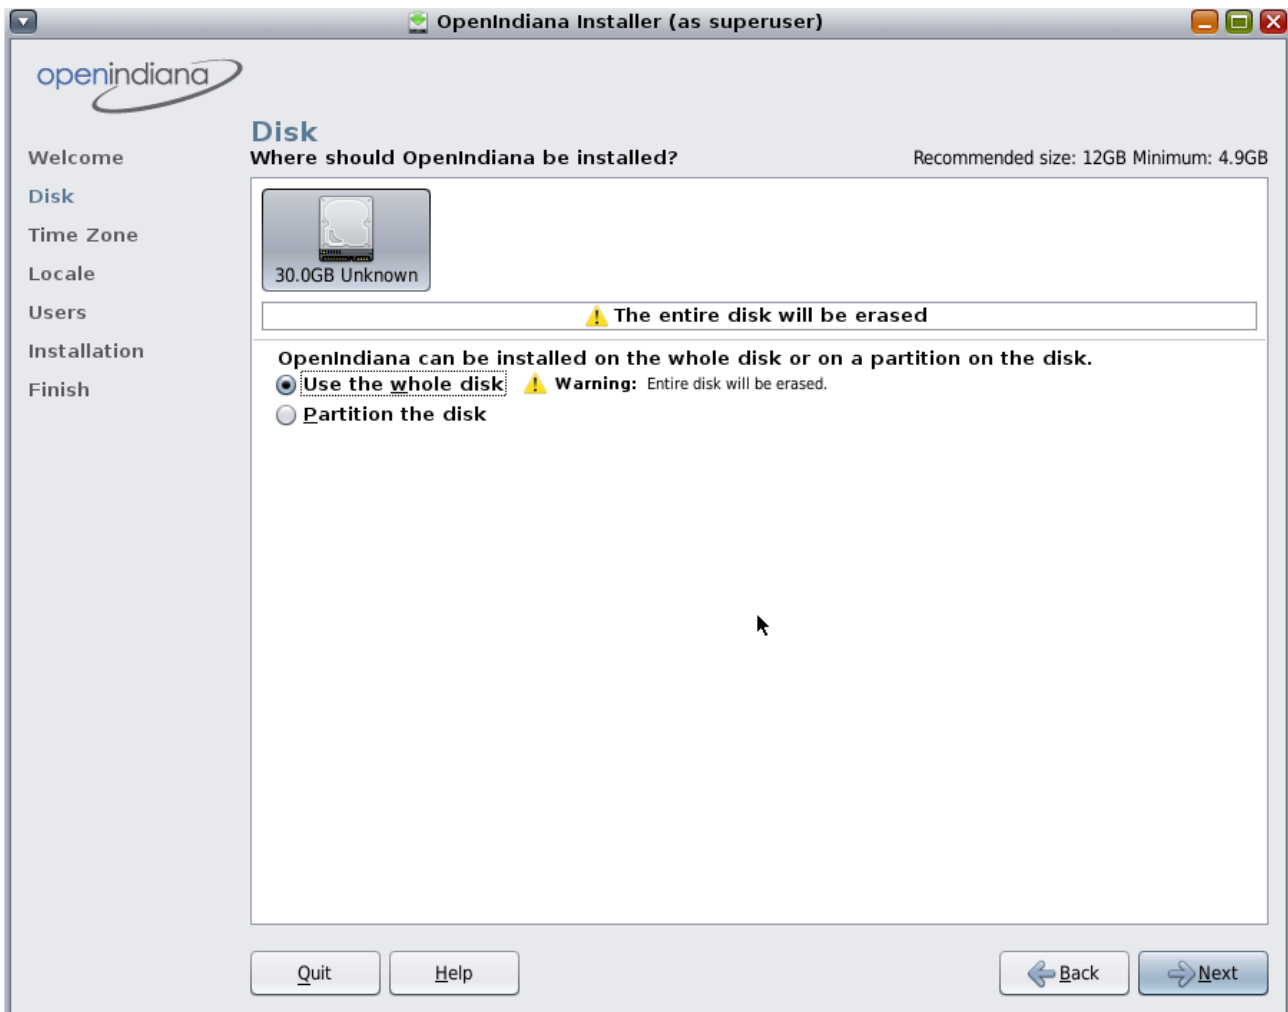 OpenIndiana Installer (as superuser)
openindiana
Disk
Where should OpenIndiana be installed?
Recommended size: 12GB Minimum: 4.9GB
Welcome
Disk
Time Zone
Locale
Users
Installation
Finish
30.0GB Unknown
The entire disk will be erased
OpenIndiana can be installed on the whole disk or on a partition on the disk.
Use the whole disk Warning: Entire disk will be erased.
Partition the disk
Quit Help Back Next